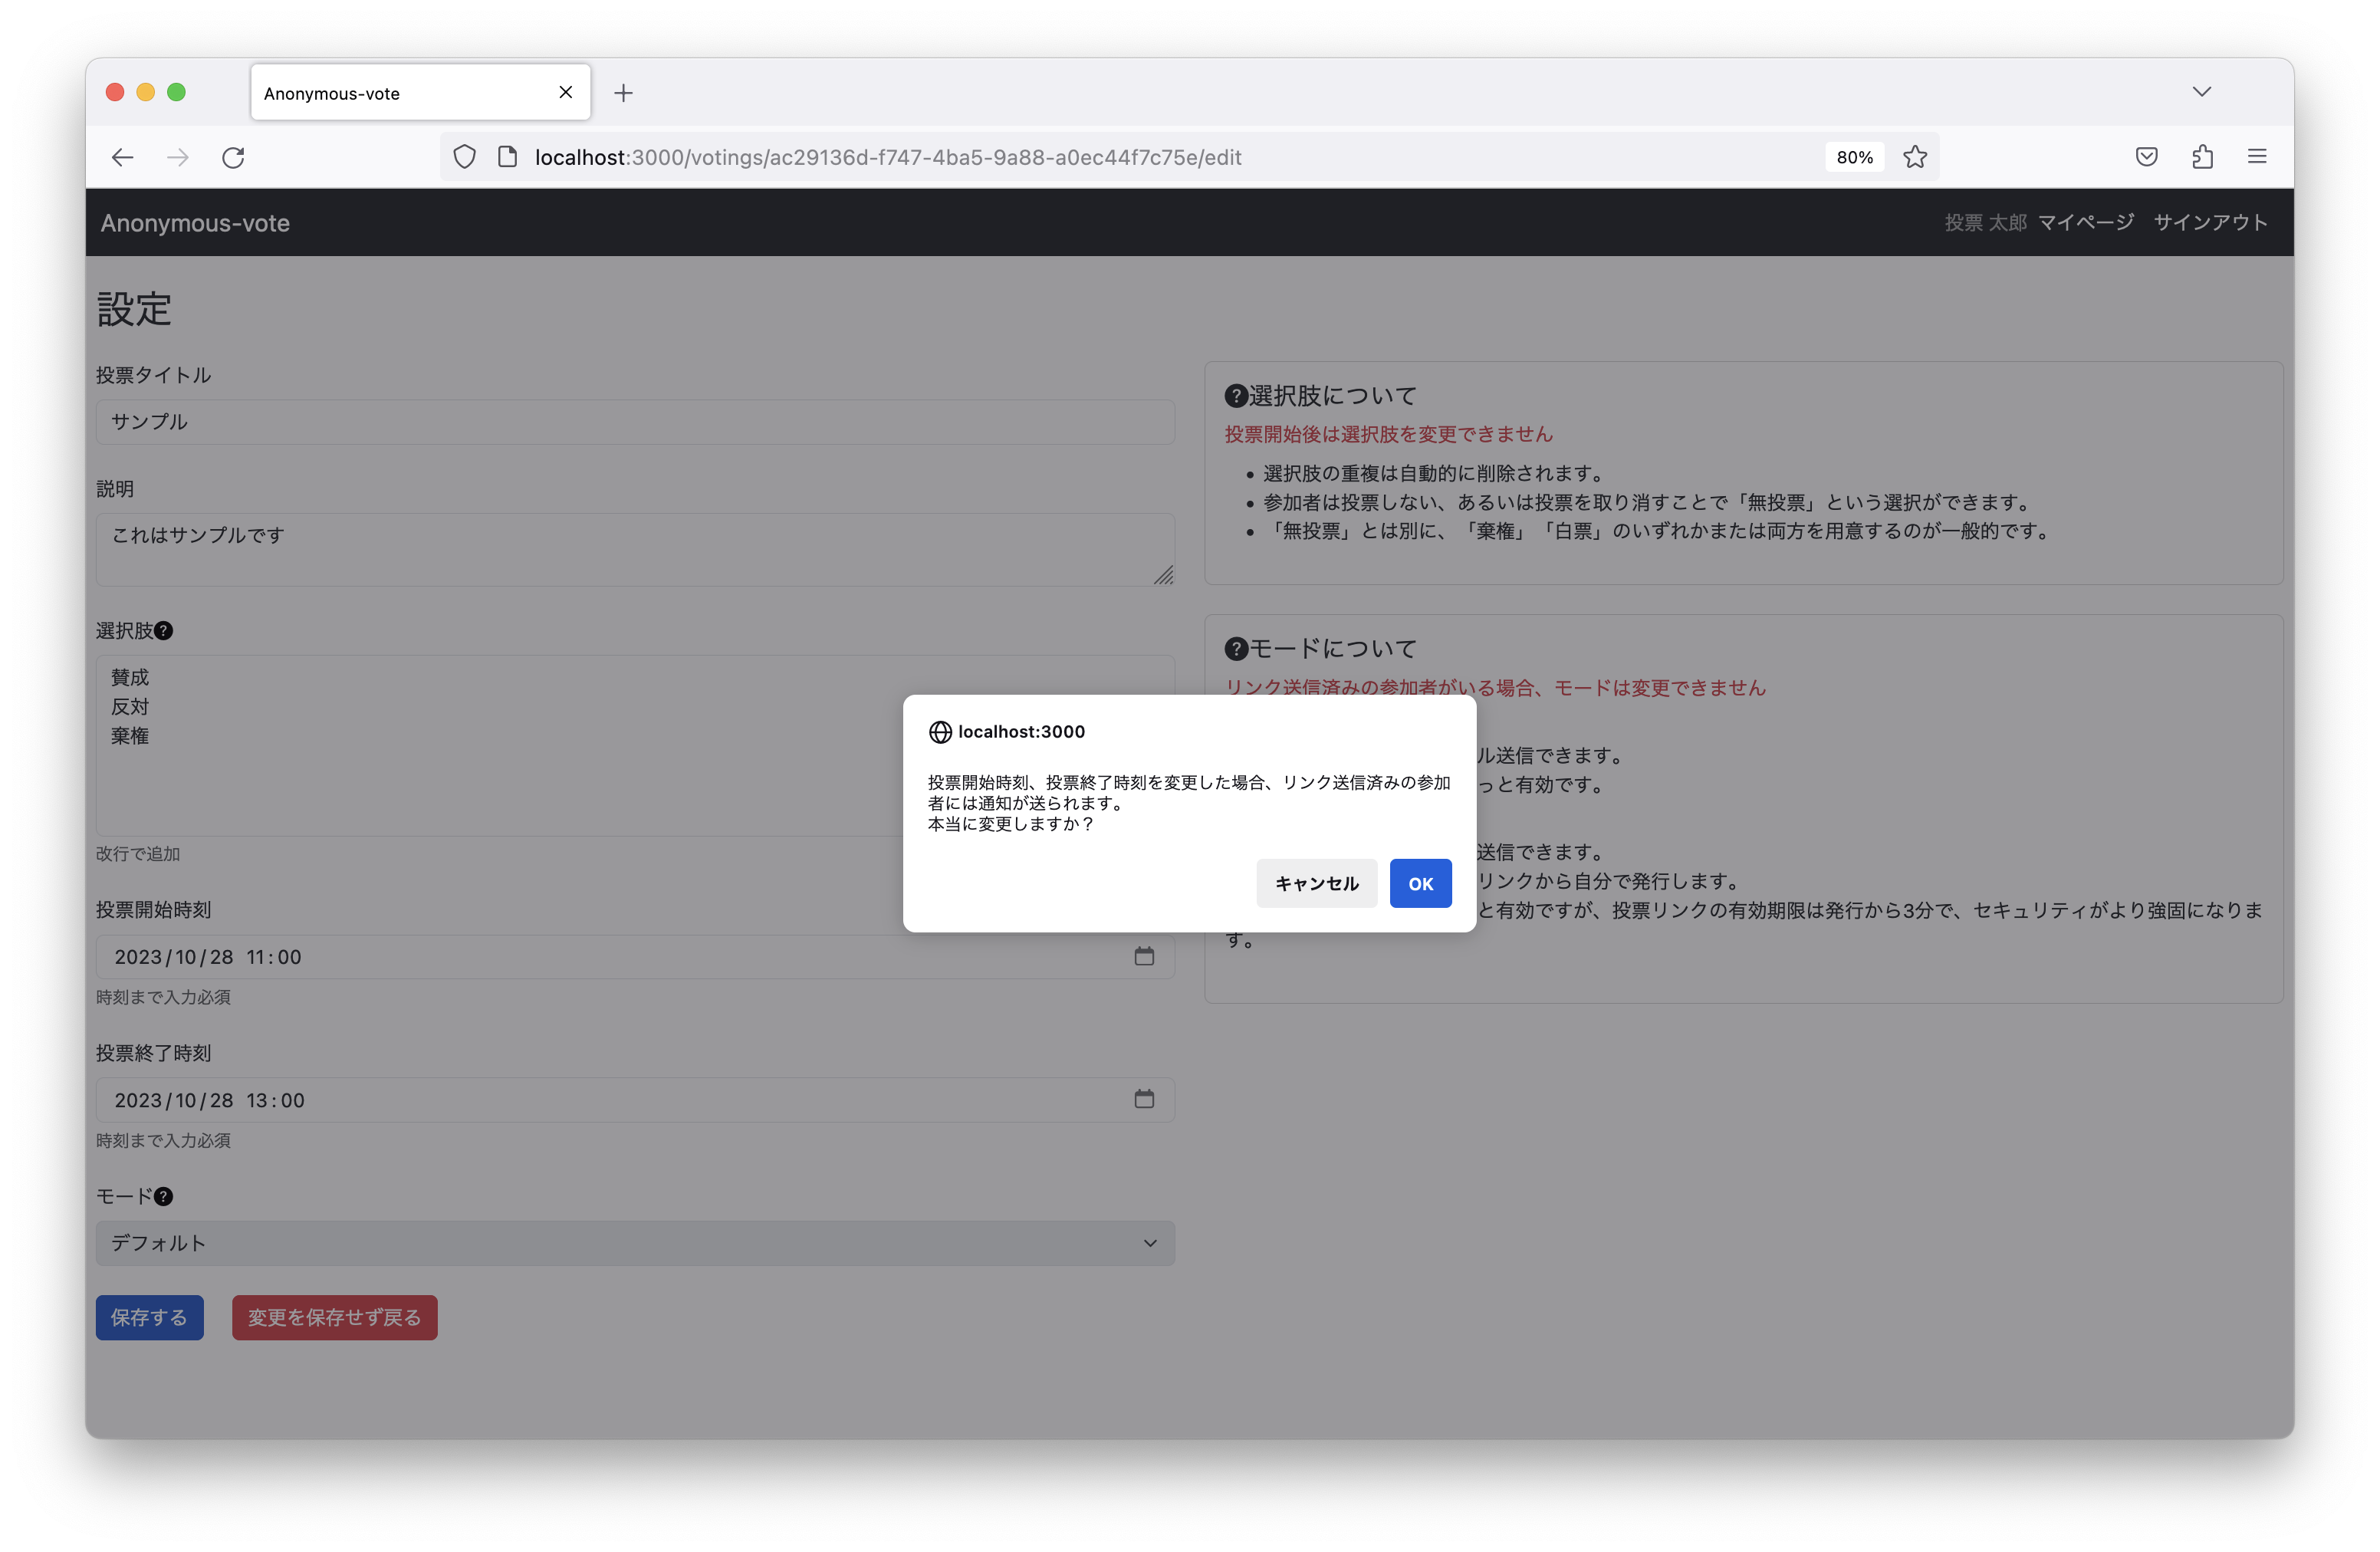 Anonymous-vote
localhost:3000/votings/ac29136d-f747-4ba5-9a88-a0ec44f7c75e/edit
80%
Anonymous-vote
投票 太郎 マイページ サインアウト
設定
投票タイトル
サンプル
説明
これはサンプルです
選択肢?
賛成
反対
棄権
改行で追加
投票開始時刻
2023/10/28 11:00
時刻まで入力必須
投票終了時刻
2023/10/28 13:00
時刻まで入力必須
モード?
デフォルト
保存する 変更を保存せず戻る
?選択肢について
投票開始後は選択肢を変更できません
• 選択肢の重複は自動的に削除されます。
• 参加者は投票しない、あるいは投票を取り消すことで「無投票」という選択ができます。
• 「無投票」とは別に、「棄権」「白票」のいずれかまたは両方を用意するのが一般的です。
?モードについて
リンク送信済みの参加者がいる場合、モードは変更できません
ル送信できます。
っと有効です。
送信できます。
リンクから自分で発行します。
と有効ですが、投票リンクの有効期限は発行から3分で、セキュリティがより強固になりま
す。
localhost:3000
投票開始時刻、投票終了時刻を変更した場合、リンク送信済みの参加
者には通知が送られます。
本当に変更しますか？
キャンセル OK